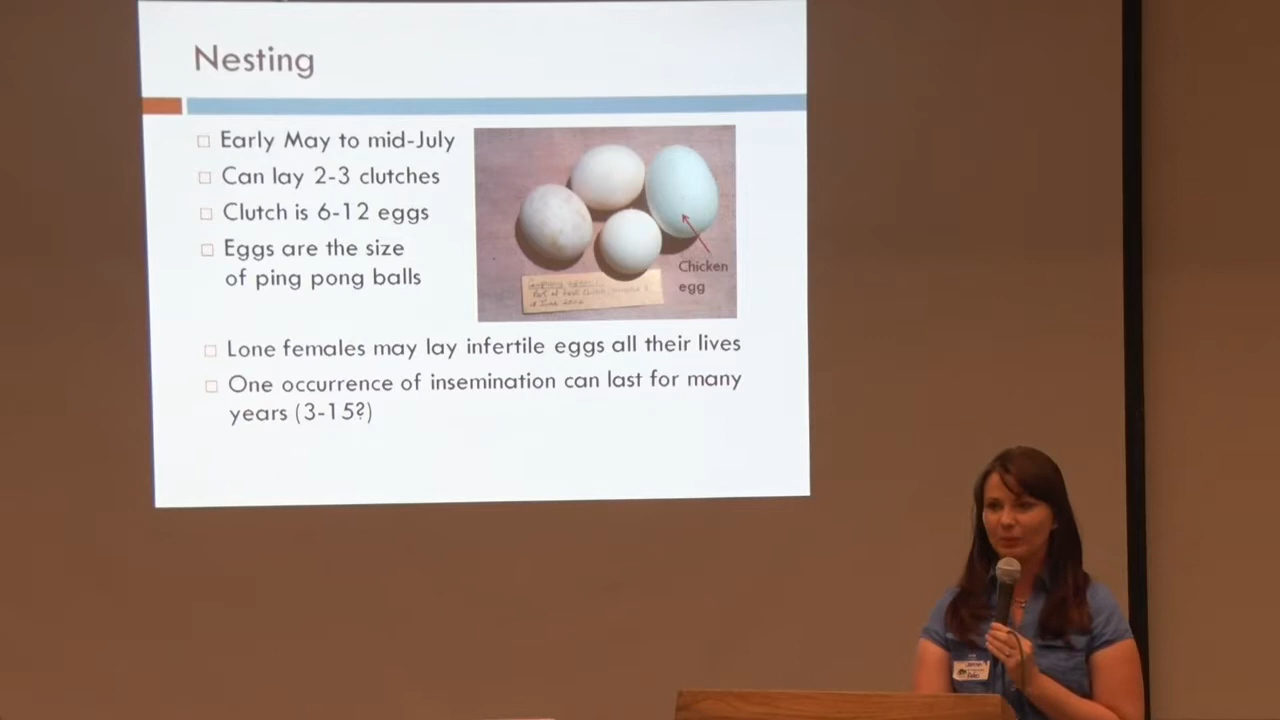 Nesting
Early May to mid-July
Can lay 2-3 clutches
Clutch is 6-12 eggs
Eggs are the size
of ping pong balls
Chicken
egg
Lone females may lay infertile eggs all their lives
One occurrence of insemination can last for many
years (3-15?)